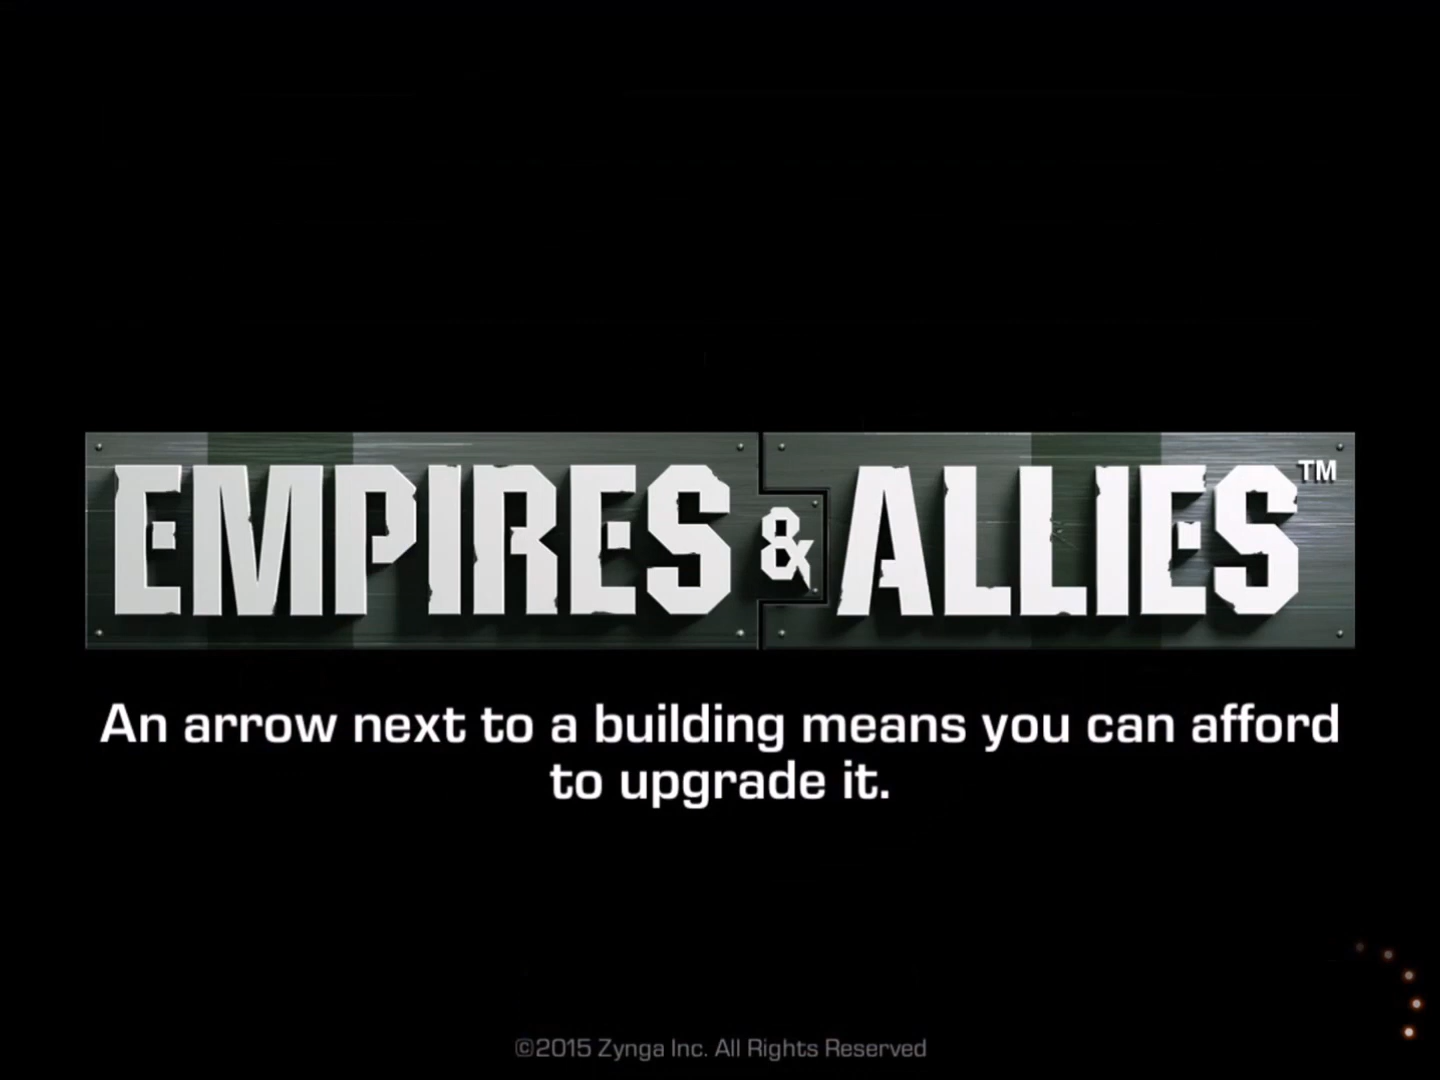 EMPIRES & ALLIES™
An arrow next to a building means you can afford
to upgrade it.
©2015 Zynga Inc. All Rights Reserved